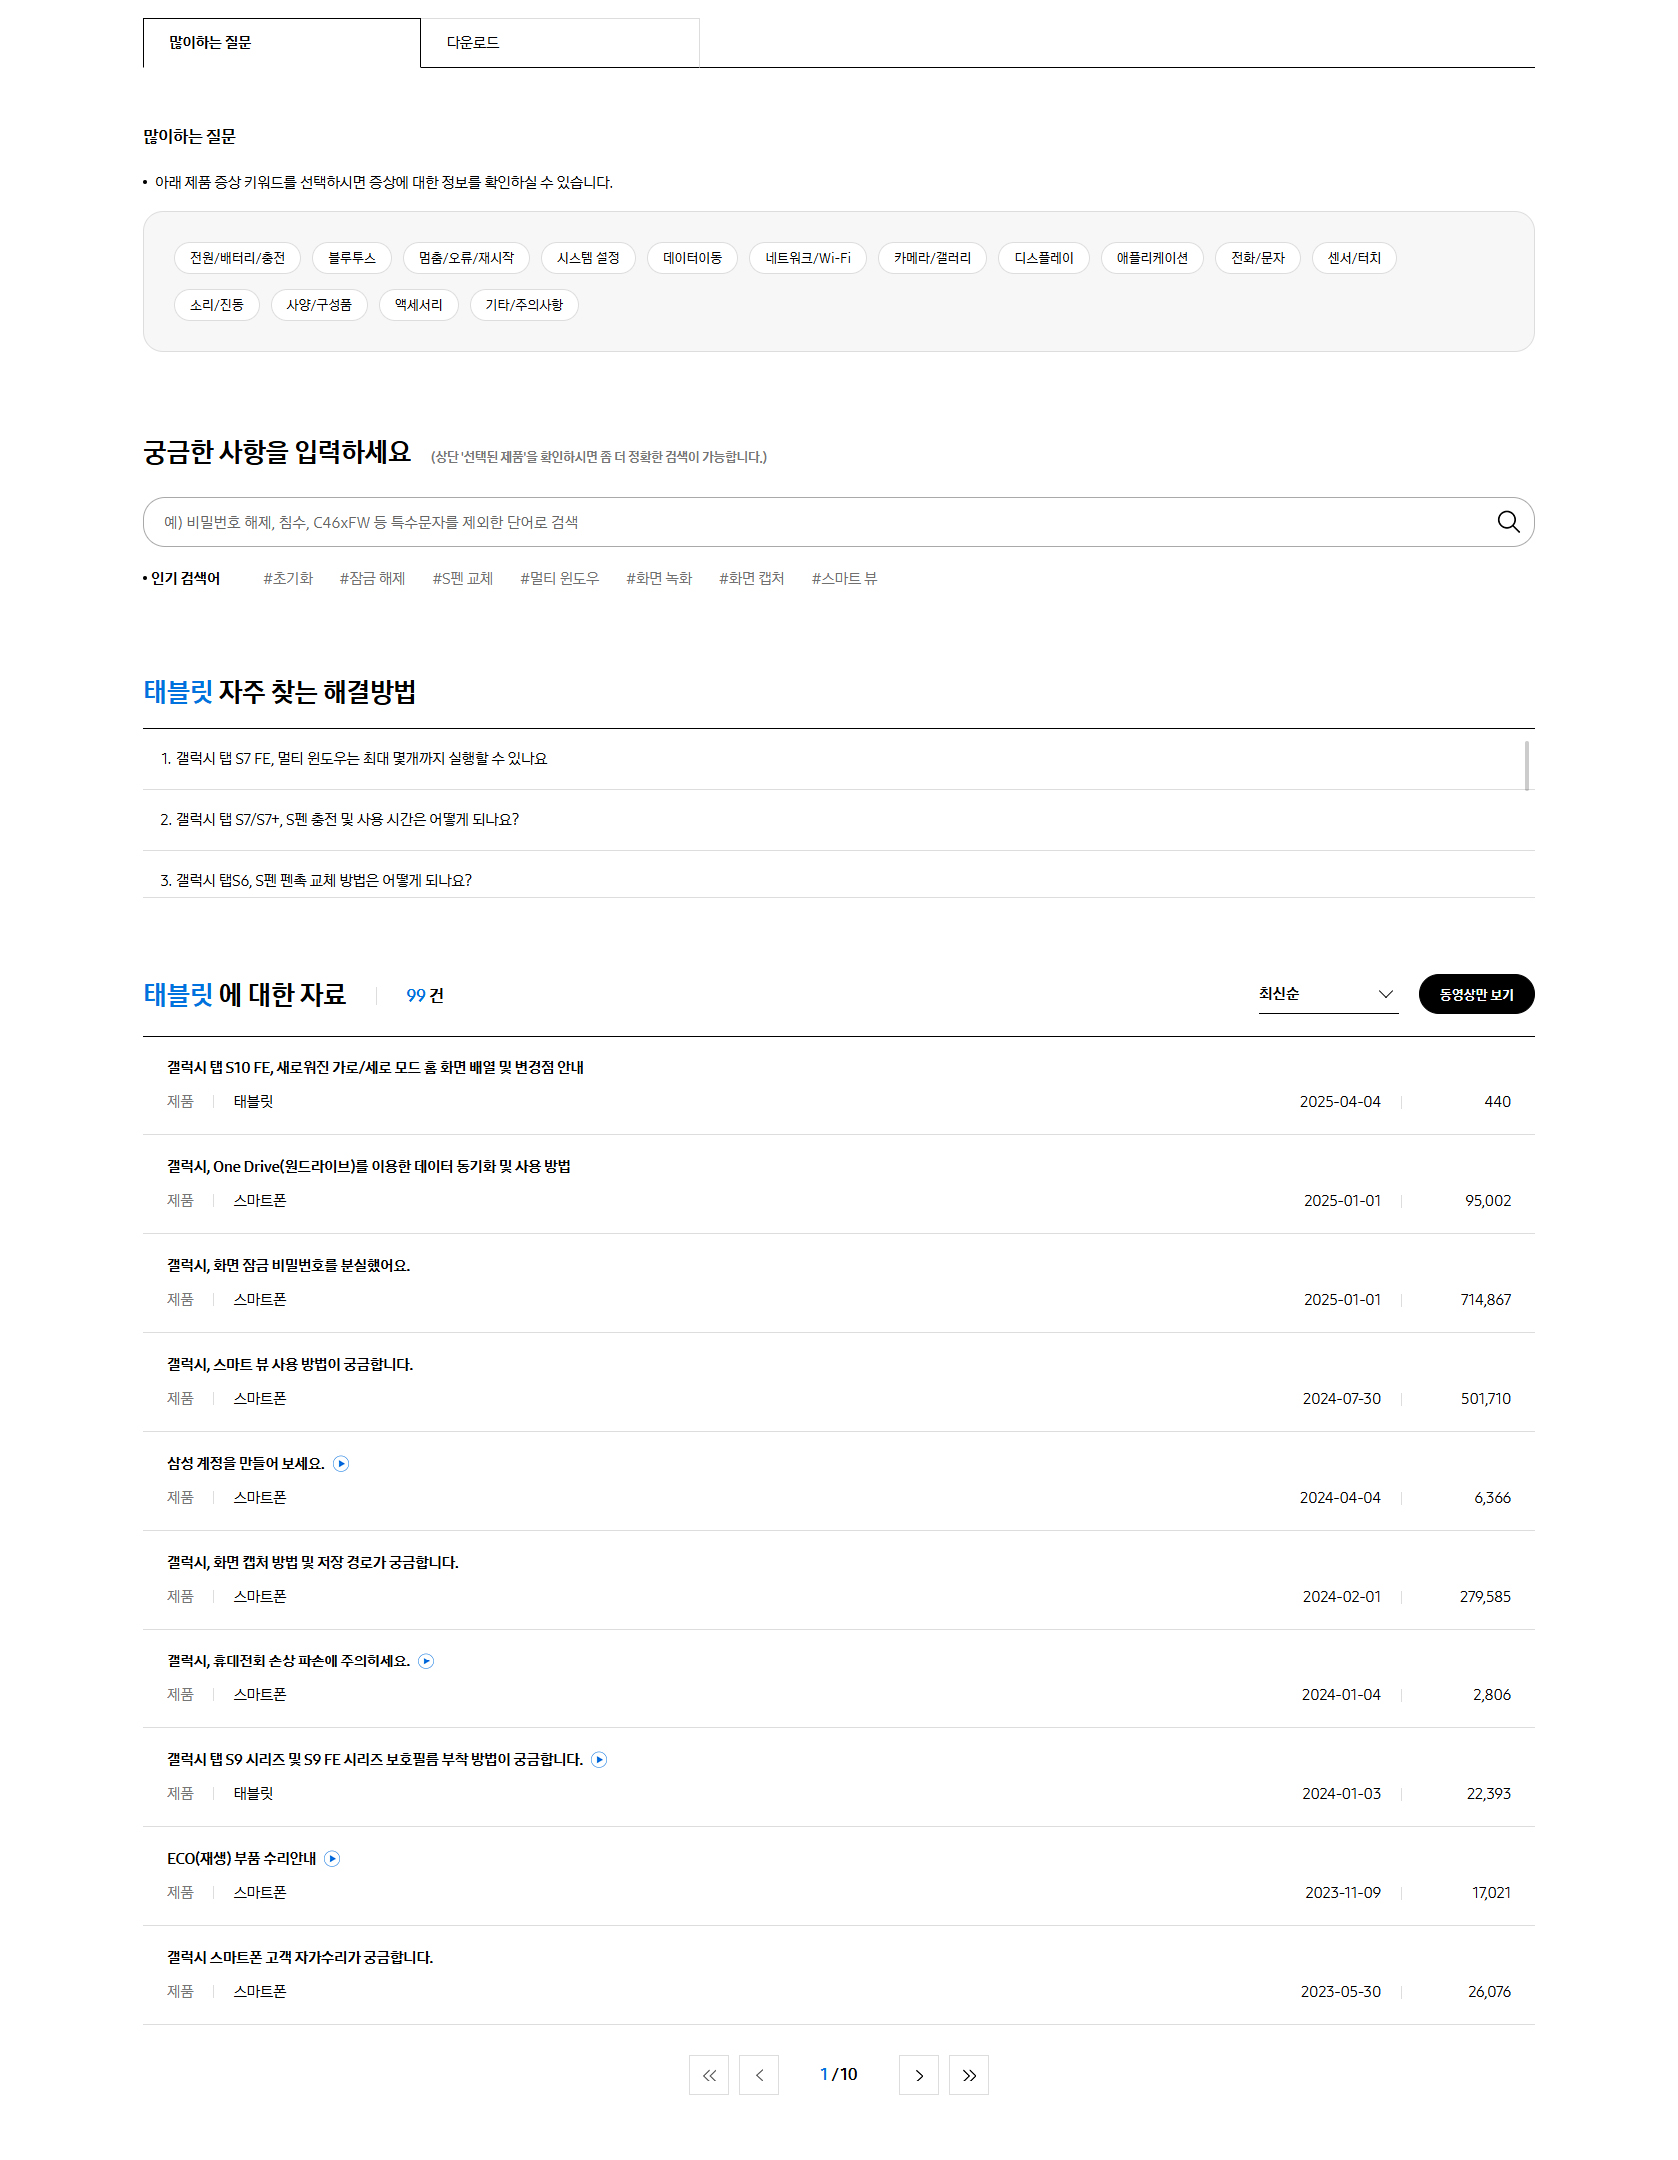 많이하는 질문
다운로드
많이하는 질문
• 아래 제품 증상 키워드를 선택하시면 증상에 대한 정보를 확인하실 수 있습니다.
전원/배터리/충전 블루투스 멈춤/오류/재시작 시스템 설정 데이터이동 네트워크/Wi-Fi 카메라/갤러리 디스플레이 애플리케이션 전화/문자 센서/터치
소리/진동 사양/구성품 액세서리 기타/주의사항
궁금한 사항을 입력하세요 (상단 '선택된 제품'을 확인하시면 좀 더 정확한 검색이 가능합니다.)
예) 비밀번호 해제, 침수, C46xFW 등 특수문자를 제외한 단어로 검색
• 인기 검색어 #초기화 #잠금 해제 #S펜 교체 #멀티 윈도우 #화면 녹화 #화면 캡처 #스마트 뷰
태블릿 자주 찾는 해결방법
1. 갤럭시 탭 S7 FE, 멀티 윈도우는 최대 몇개까지 실행할 수 있나요
2. 갤럭시 탭 S7/S7+, S펜 충전 및 사용 시간은 어떻게 되나요?
3. 갤럭시 탭S6, S펜 펜촉 교체 방법은 어떻게 되나요?
태블릿 에 대한 자료 99 건 최신순 동영상만 보기
갤럭시 탭 S10 FE, 새로워진 가로/세로 모드 홈 화면 배열 및 변경점 안내
제품 태블릿 2025-04-04 440
갤럭시, One Drive(원드라이브)를 이용한 데이터 동기화 및 사용 방법
제품 스마트폰 2025-01-01 95,002
갤럭시, 화면 잠금 비밀번호를 분실했어요.
제품 스마트폰 2025-01-01 714,867
갤럭시, 스마트 뷰 사용 방법이 궁금합니다.
제품 스마트폰 2024-07-30 501,710
삼성 계정을 만들어 보세요.
제품 스마트폰 2024-04-04 6,366
갤럭시, 화면 캡처 방법 및 저장 경로가 궁금합니다.
제품 스마트폰 2024-02-01 279,585
갤럭시, 휴대전화 손상 파손에 주의하세요.
제품 스마트폰 2024-01-04 2,806
갤럭시 탭 S9 시리즈 및 S9 FE 시리즈 보호필름 부착 방법이 궁금합니다.
제품 태블릿 2024-01-03 22,393
ECO(재생) 부품 수리안내
제품 스마트폰 2023-11-09 17,021
갤럭시 스마트폰 고객 자가수리가 궁금합니다.
제품 스마트폰 2023-05-30 26,076
1 / 10